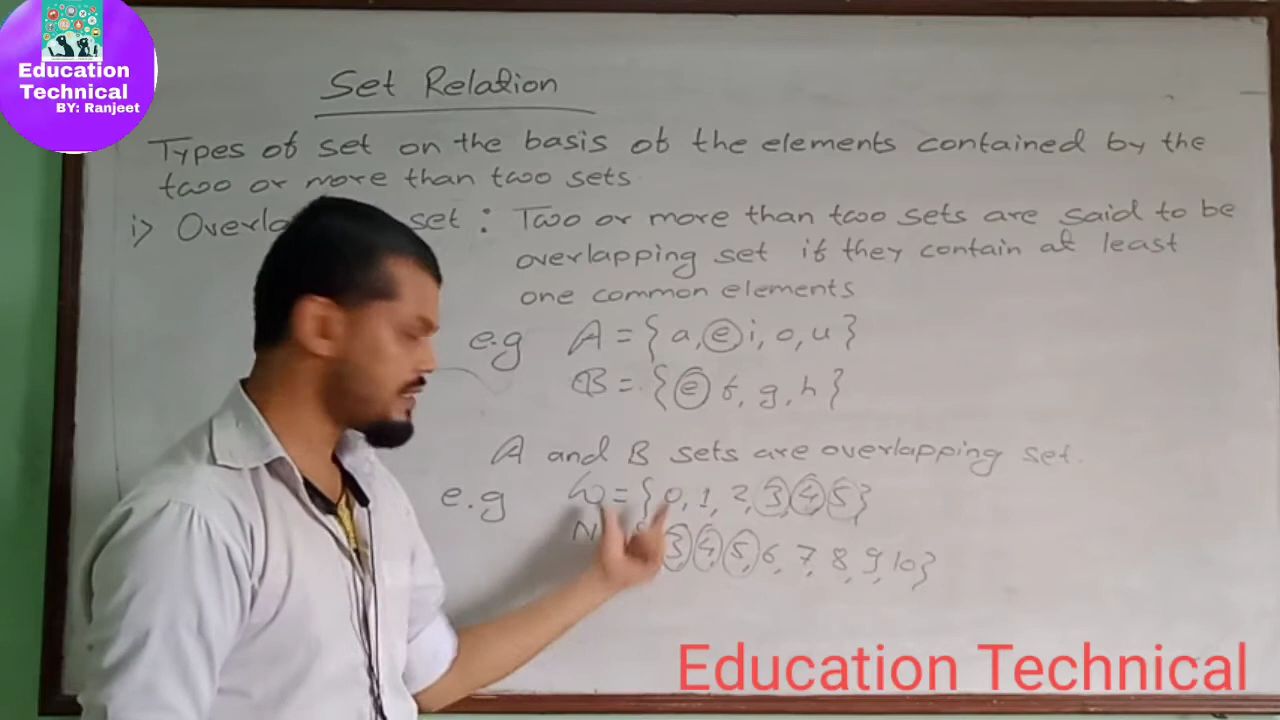 Education
Technical
BY: Ranjeet
Set Relation
Types of set on the basis of the elements contained by the
two or more than two sets
i) set : Two or more than two sets are said to be
overlapping set if they contain at least
one common elements
e.g A = { a, e i, o, u }
B = { e f, g, h }
A and B sets are overlapping set.
e.g W = { 0, 1, 2, 3, 4, 5 }
N 3, 4, 5, 6, 7, 8, 9, 10 }
Education Technical